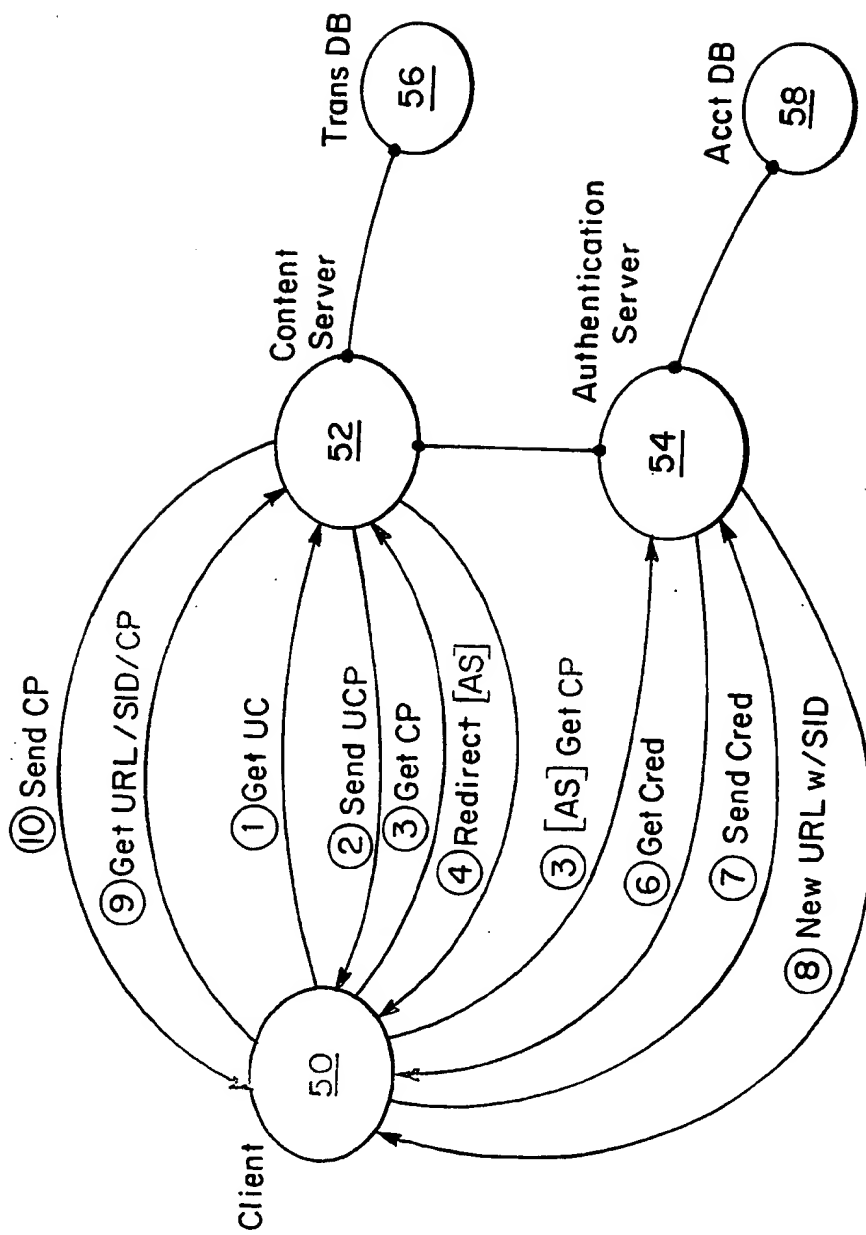 ⑩ Send CP
⑨ Get URL/SID/CP
① Get UC
② Send UCP
③ Get CP
④ Redirect [AS]
③ [AS] Get CP
⑥ Get Cred
⑦ Send Cred
⑧ New URL w/SID
Client
50
Content
Server
52
Trans DB
56
Authentication
Server
54
Acct DB
58